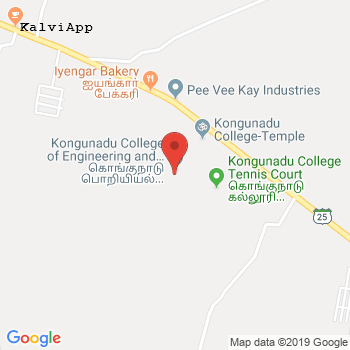 KalviApp
Iyengar Bakery
ஐயங்கார்
பேக்கரி
Pee Vee Kay Industries
Kongunadu
College-Temple
Kongunadu College
of Engineering and...
கொங்குநாடு
பொறியியல்...
Kongunadu College
Tennis Court
கொங்குநாடு
கல்லூரி...
25
Google
Map data ©2019 Google